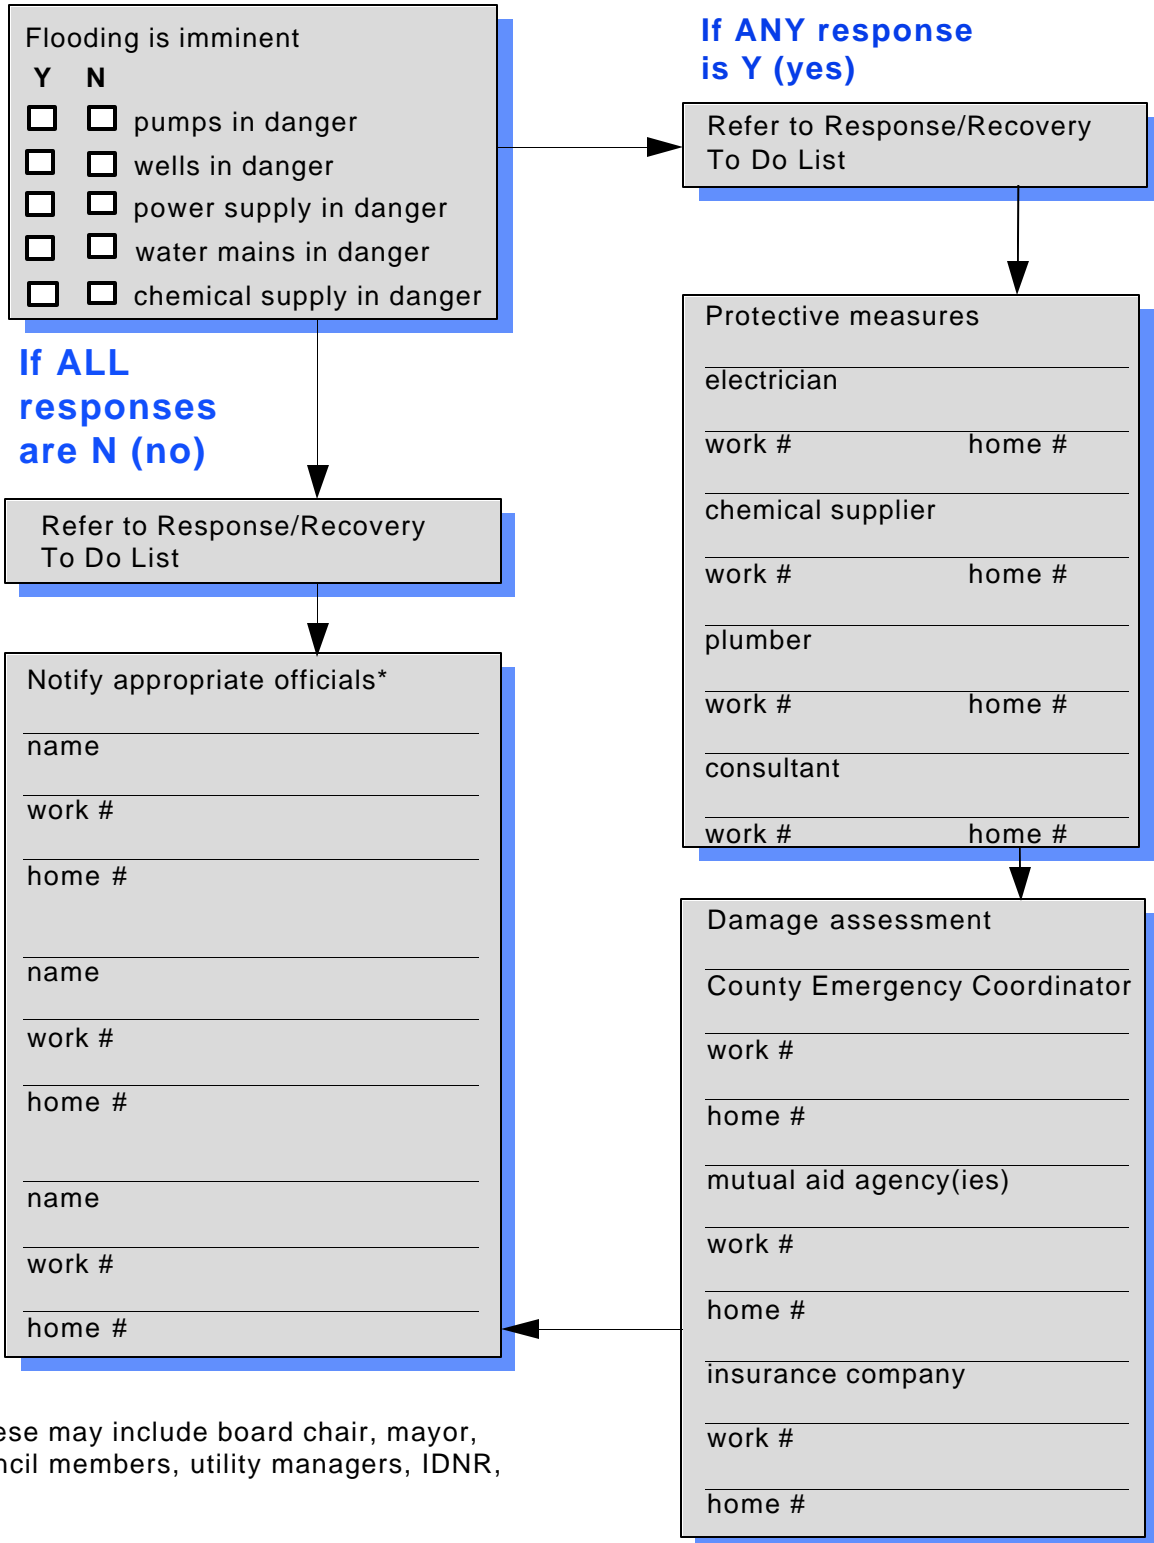 Flooding is imminent
Y N
pumps in danger
wells in danger
power supply in danger
water mains in danger
chemical supply in danger
If ANY response
is Y (yes)
Refer to Response/Recovery
To Do List
If ALL
responses
are N (no)
Refer to Response/Recovery
To Do List
Notify appropriate officials*
name
work #
home #
name
work #
home #
name
work #
home #
Protective measures
electrician
work # home #
chemical supplier
work # home #
plumber
work # home #
consultant
work # home #
Damage assessment
County Emergency Coordinator
work #
home #
mutual aid agency(ies)
work #
home #
insurance company
work #
home #
may include board chair, mayor,
members, utility managers, IDNR,